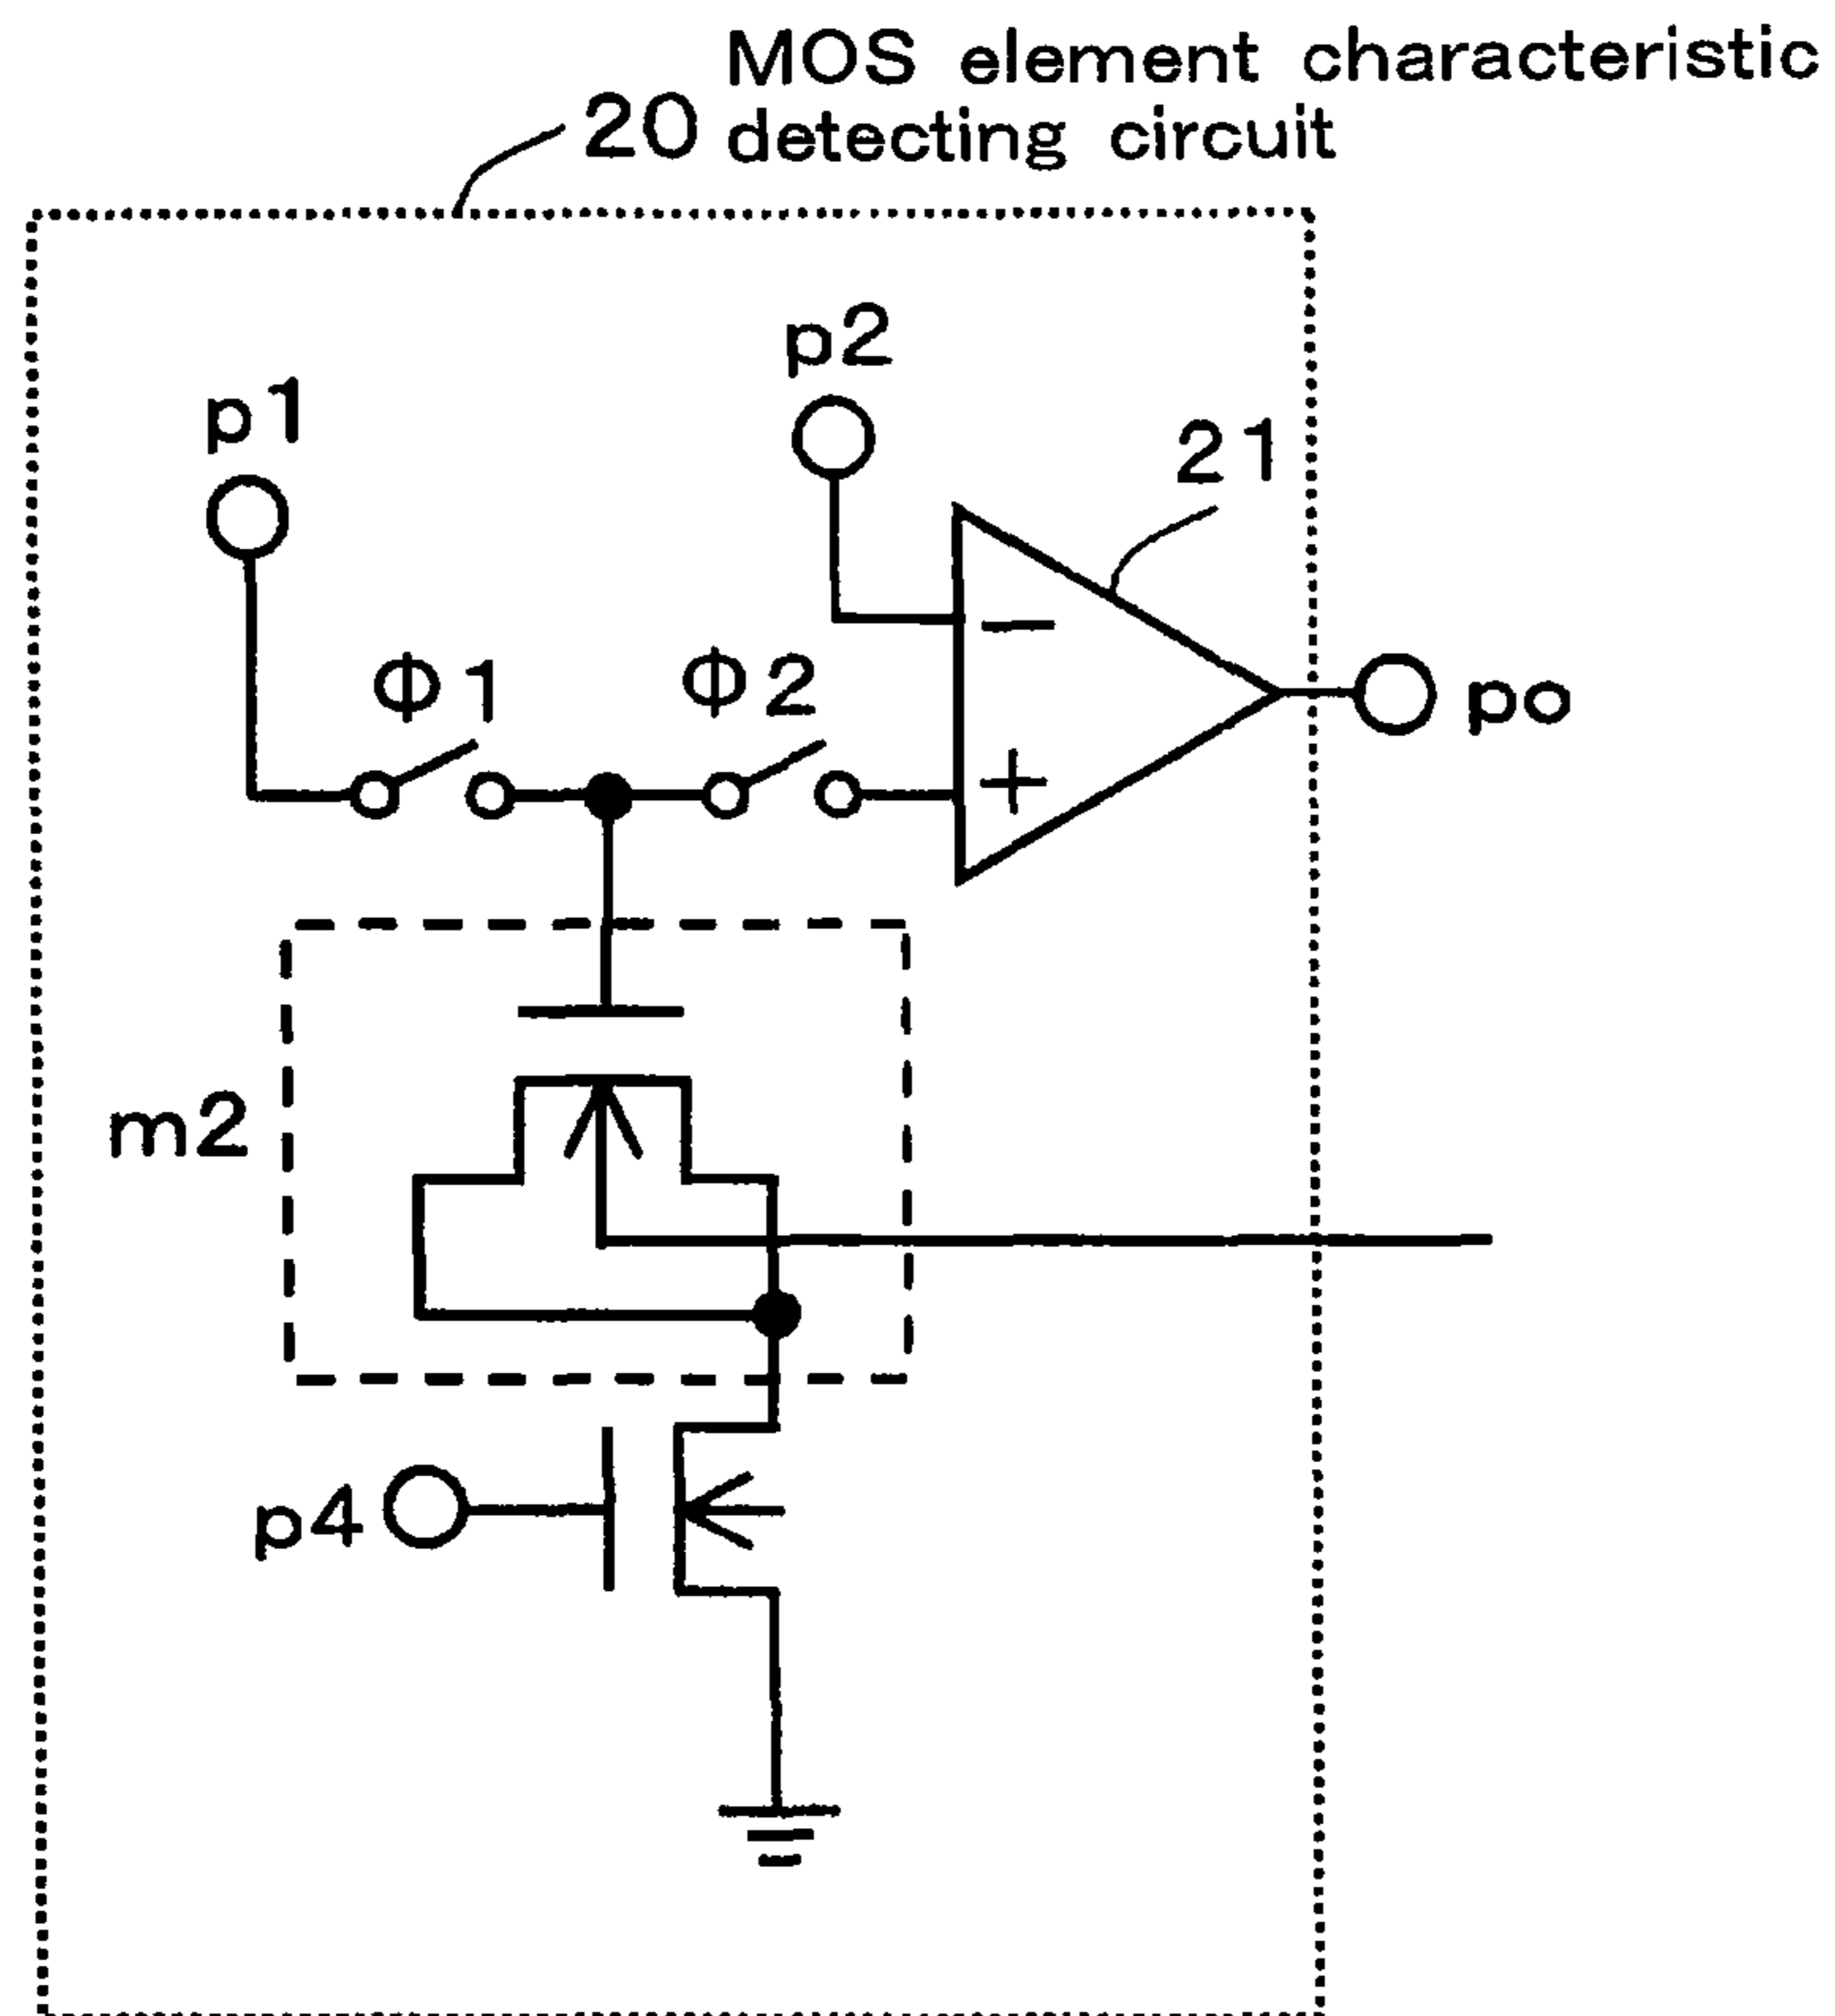 MOS element characteristic
20 detecting circuit
p2
p1
21
Φ1
Φ2
−
po
+
m2
p4